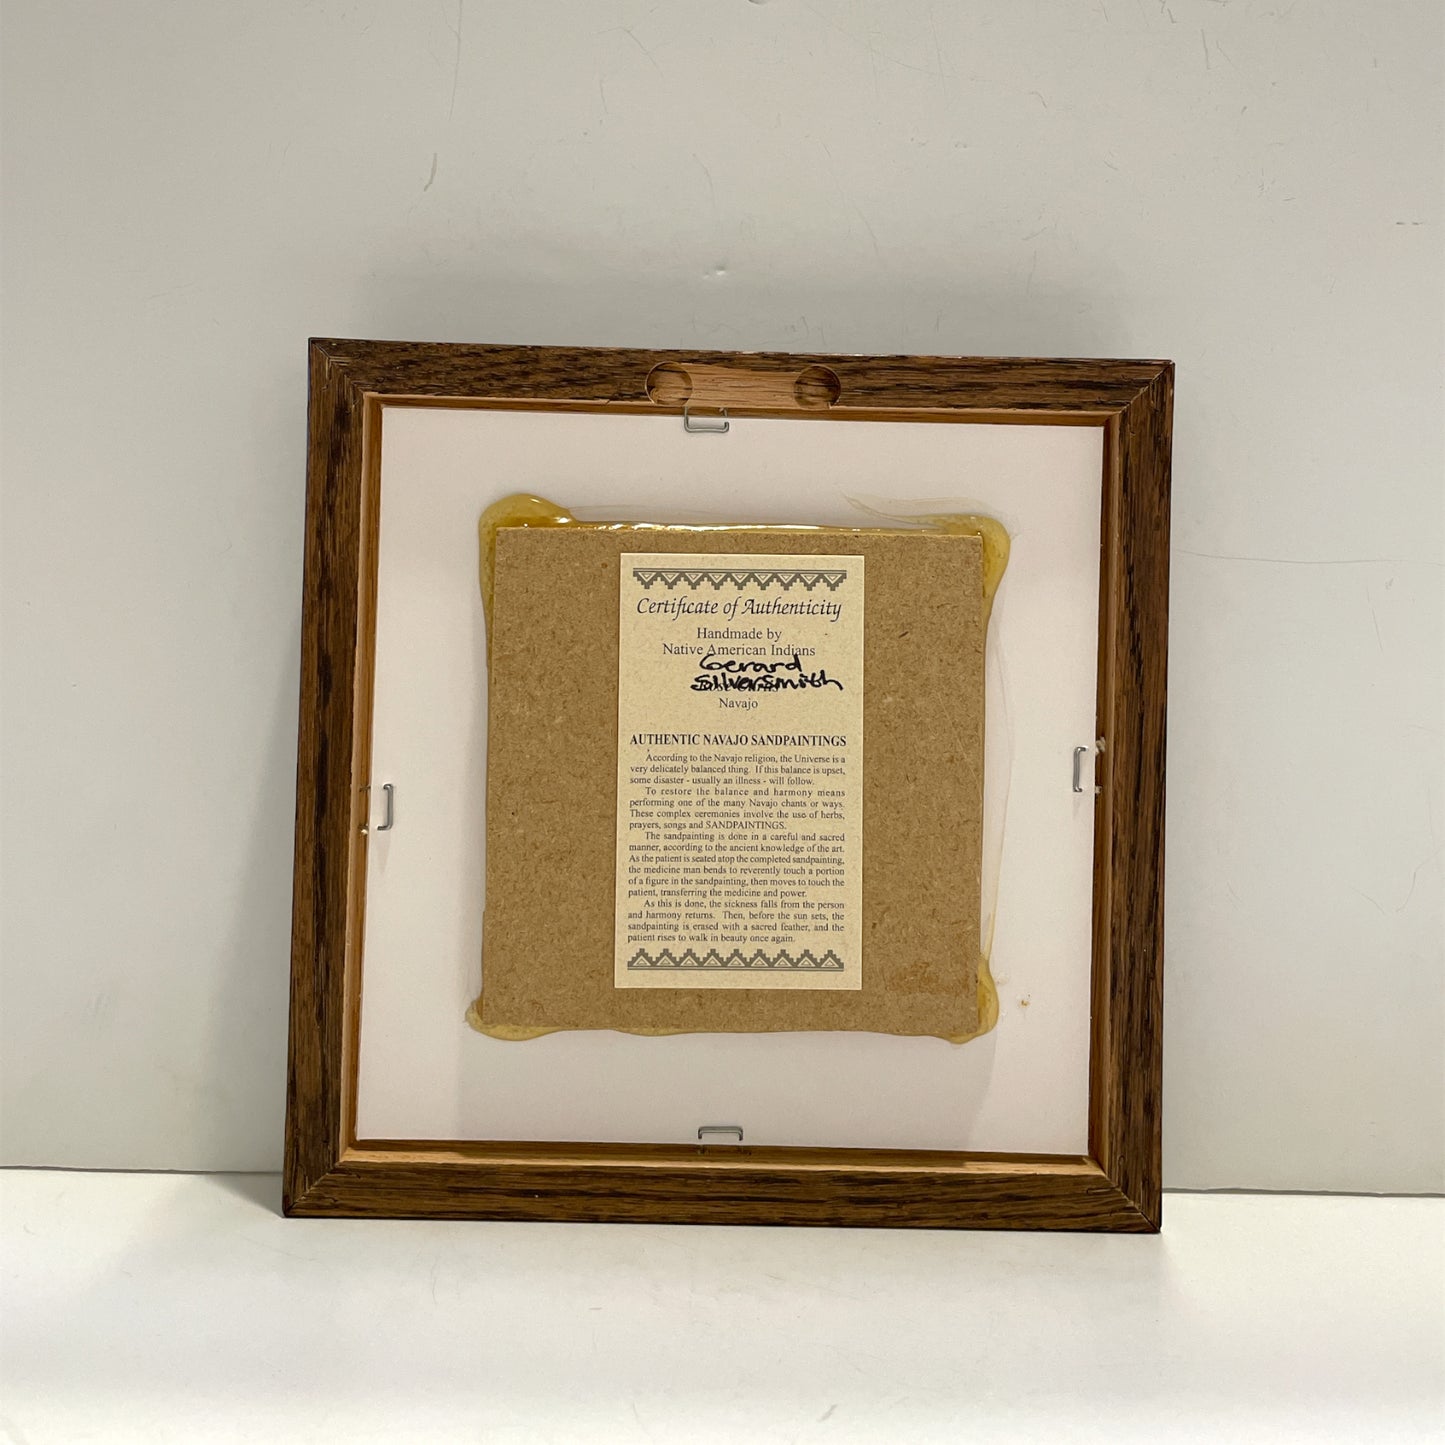 Certificate of Authenticity
Handmade by
Native American Indians
Gerard
Silversmith
Navajo
AUTHENTIC NAVAJO SANDPAINTINGS
According to the Navajo religion, the Universe is a
very delicately balanced thing. If this balance is upset,
some disaster - usually an illness - will follow.
To restore the balance and harmony means
performing one of the many Navajo chants or ways.
These complex ceremonies involve the use of herbs,
prayers, songs and SANDPAINTINGS.
The sandpainting is done in a careful and sacred
manner, according to the ancient knowledge of the art.
As the patient is seated atop the completed sandpainting,
the medicine man bends to reverently touch a portion
of a figure in the sandpainting, then moves to touch the
patient, transferring the medicine and power.
As this is done, the sickness falls from the person
and harmony returns. Then, before the sun sets, the
sandpainting is erased with a sacred feather, and the
patient rises to walk in beauty once again.